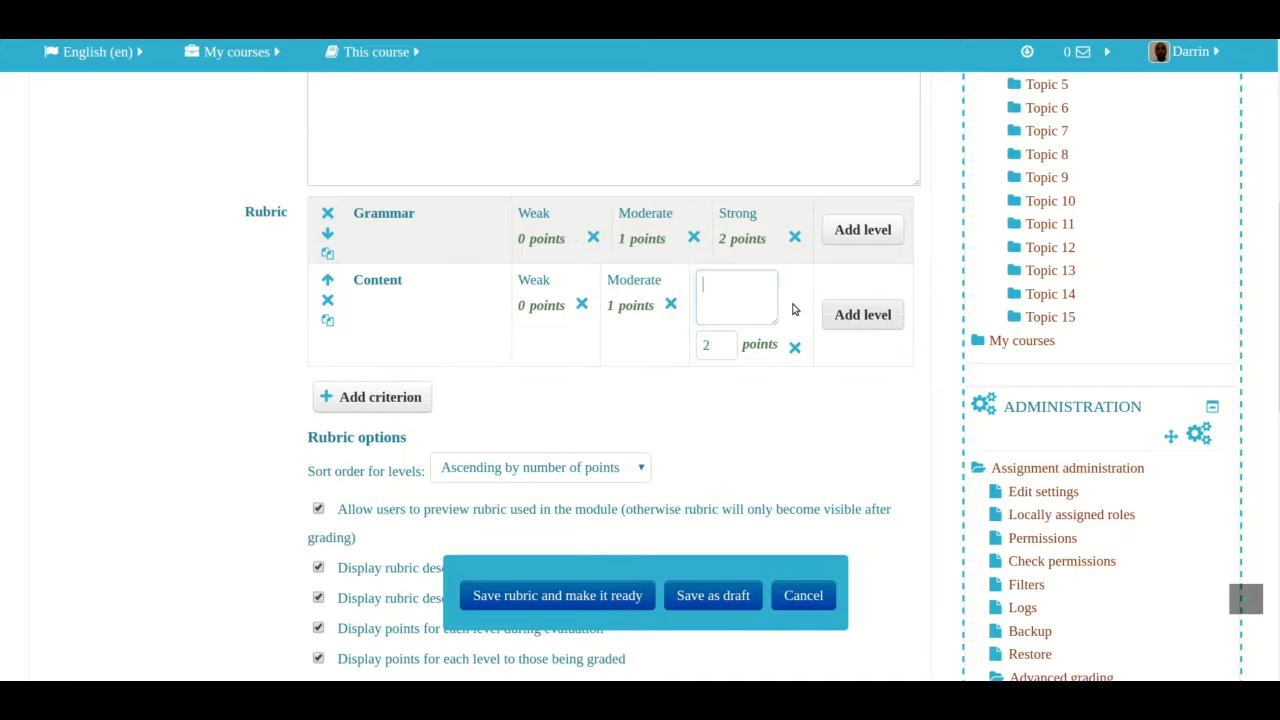 English (en) My courses This course 0 Darrin
Topic 5
Topic 6
Topic 7
Topic 8
Topic 9
Topic 10
Topic 11
Topic 12
Topic 13
Topic 14
Topic 15
My courses
Rubric
Grammar
Weak
0 points
Moderate
1 points
Strong
2 points
Add level
Content
Weak
0 points
Moderate
1 points
2 points
Add level
Add criterion
Rubric options
Sort order for levels: Ascending by number of points
Allow users to preview rubric used in the module (otherwise rubric will only become visible after
grading)
Display rubric des
Display rubric des
Display points for each level during evaluation
Display points for each level to those being graded
Save rubric and make it ready Save as draft Cancel
ADMINISTRATION
Assignment administration
Edit settings
Locally assigned roles
Permissions
Check permissions
Filters
Logs
Backup
Restore
Advanced grading